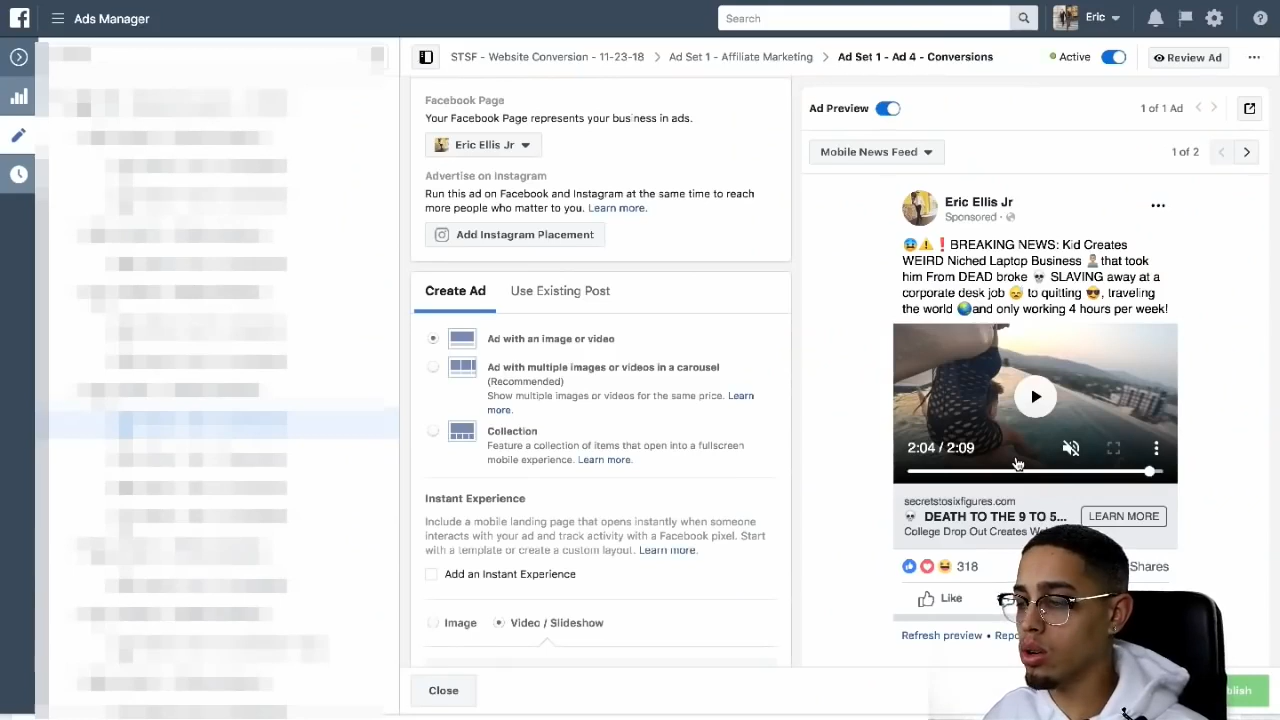 Ads Manager
Search
Eric
STSF - Website Conversion - 11-23-18
Ad Set 1 - Affiliate Marketing
Ad Set 1 - Ad 4 - Conversions
Active
Review Ad
Facebook Page
Your Facebook Page represents your business in ads.
Eric Ellis Jr
Advertise on Instagram
Run this ad on Facebook and Instagram at the same time to reach
more people who matter to you. Learn more.
Add Instagram Placement
Create Ad
Use Existing Post
Ad with an image or video
Ad with multiple images or videos in a carousel
(Recommended)
Show multiple images or videos for the same price. Learn
more.
Collection
Feature a collection of items that open into a fullscreen
mobile experience. Learn more.
Instant Experience
Include a mobile landing page that opens instantly when someone
interacts with your ad and track activity with a Facebook pixel. Start
with a template or create a custom layout. Learn more.
Add an Instant Experience
Image
Video / Slideshow
Close
Ad Preview
1 of 1 Ad
Mobile News Feed
1 of 2
Eric Ellis Jr
Sponsored ·
🥶⚠️❗BREAKING NEWS: Kid Creates
WEIRD Niched Laptop Business that took
him From DEAD broke 💀 SLAVING away at a
corporate desk job 😞 to quitting 😎, traveling
the world 🌍and only working 4 hours per week!
2:04 / 2:09
secretstosixfigures.com
💀 DEATH TO THE 9 TO 5...
LEARN MORE
College Drop Out Creates
318
Shares
Like
Refresh preview •